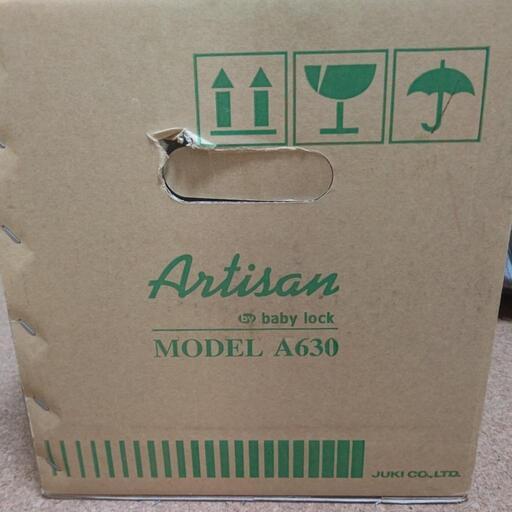 Artisan
by baby lock
MODEL A630
JUKI CO., LTD.